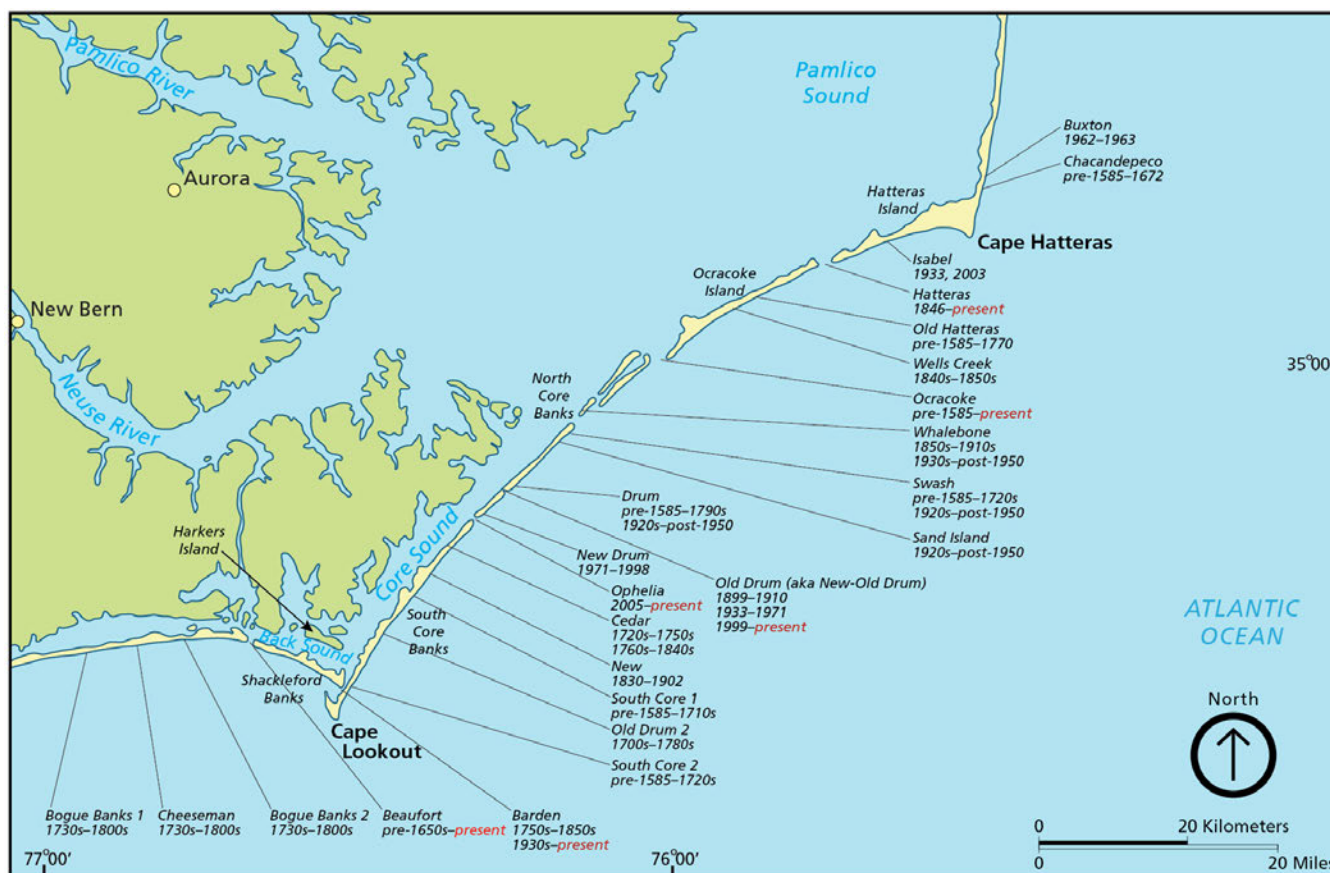 Pamlico
River
Pamlico
Sound
Aurora
New Bern
Neuse River
Buxton
1962–1963
Chacandepeco
pre-1585–1672
Hatteras
Island
Cape Hatteras
Isabel
1933, 2003
Hatteras
1846–present
Ocracoke
Island
Old Hatteras
pre-1585–1770
Wells Creek
1840s–1850s
35°00'
Ocracoke
pre-1585–present
North
Core
Banks
Whalebone
1850s–1910s
1930s–post-1950
Swash
pre-1585–1720s
1920s–post-1950
Sand Island
1920s–post-1950
Drum
pre-1585–1790s
1920s–post-1950
New Drum
1971–1998
Old Drum (aka New-Old Drum)
1899–1910
1933–1971
1999–present
Ophelia
2005–present
Cedar
1720s–1750s
1760s–1840s
New
1830–1902
South Core 1
pre-1585–1710s
Old Drum 2
1700s–1780s
South Core 2
pre-1585–1720s
Harkers
Island
Core Sound
Back Sound
South
Core
Banks
Shackleford
Banks
Cape
Lookout
ATLANTIC
OCEAN
North
Bogue Banks 1
1730s–1800s
Cheeseman
1730s–1800s
Bogue Banks 2
1730s–1800s
Beaufort
pre-1650s–present
Barden
1750s–1850s
1930s–present
0 20 Kilometers
0 20 Miles
77°00'
76°00'